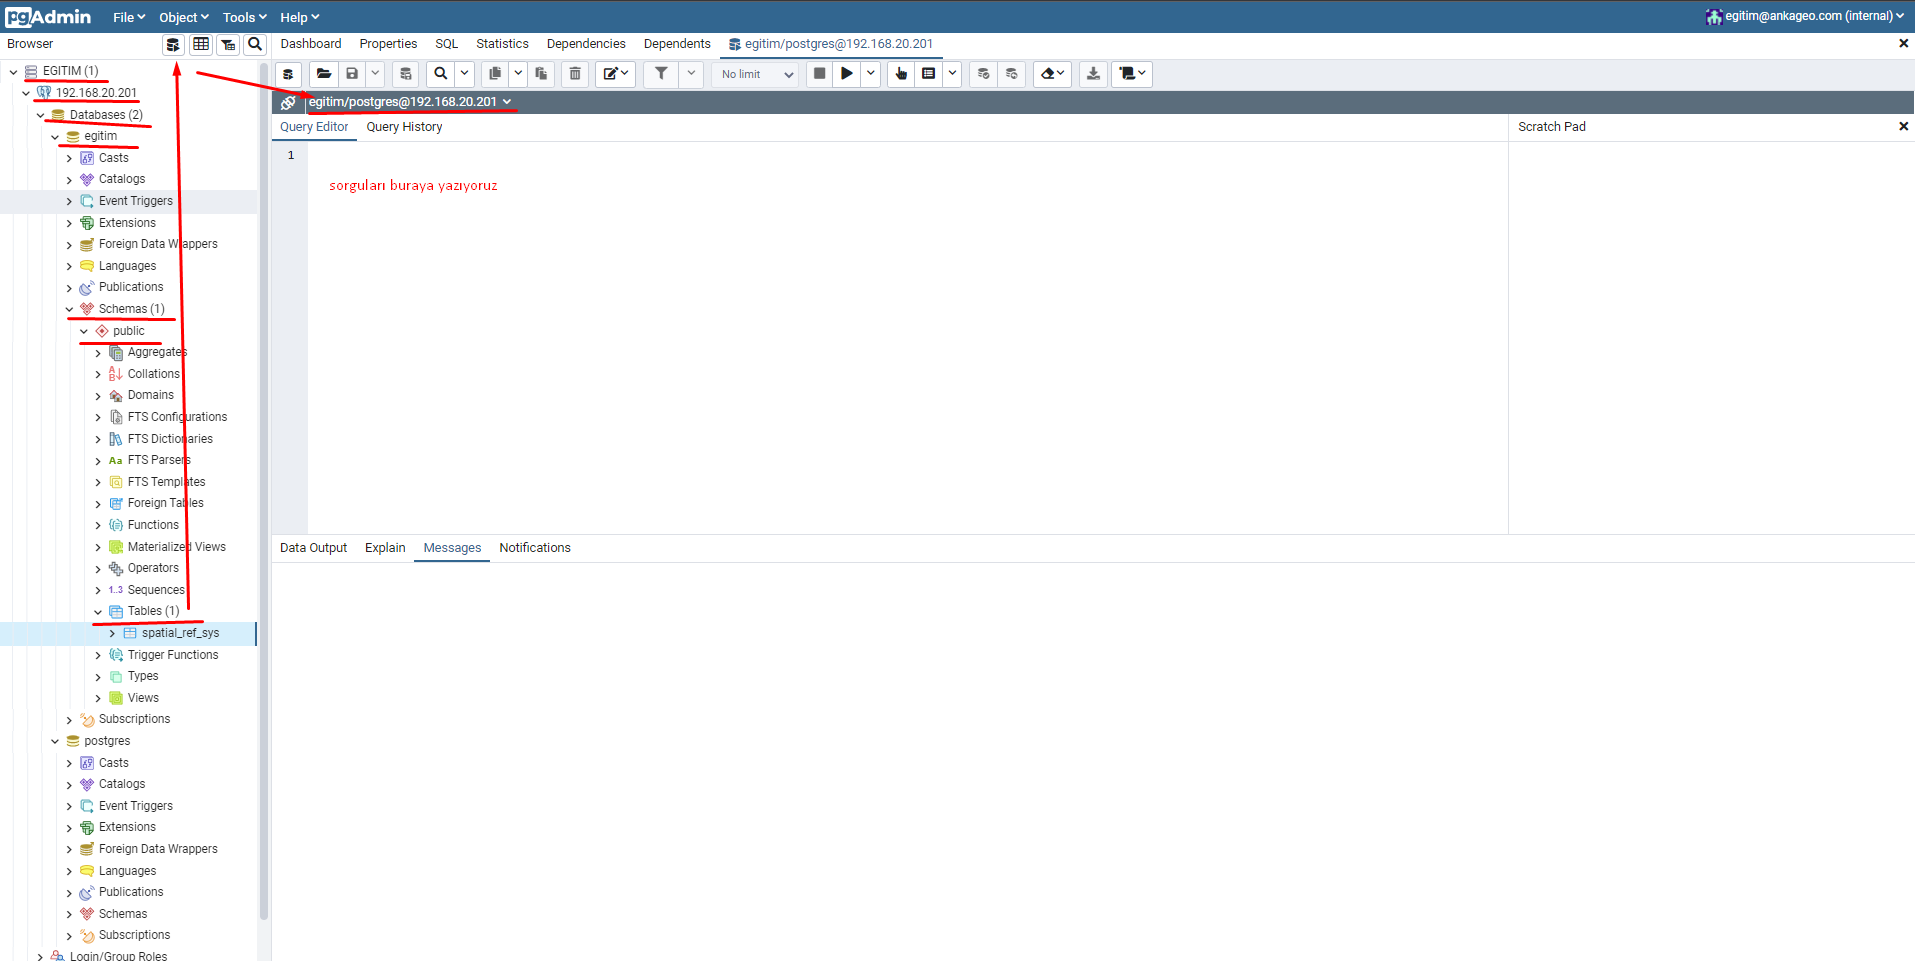 pgAdmin File Object Tools Help egitim@ankageo.com (internal)
Browser Dashboard Properties SQL Statistics Dependencies Dependents egitim/postgres@192.168.20.201
No limit
egitim/postgres@192.168.20.201
Query Editor Query History Scratch Pad
1
sorguları buraya yazıyoruz
Data Output Explain Messages Notifications
EGITIM (1)
192.168.20.201
Databases (2)
egitim
Casts
Catalogs
Event Triggers
Extensions
Foreign Data Wrappers
Languages
Publications
Schemas (1)
public
Aggregates
Collations
Domains
FTS Configurations
FTS Dictionaries
Aa FTS Parsers
FTS Templates
Foreign Tables
Functions
Materialized Views
Operators
1..3 Sequences
Tables (1)
spatial_ref_sys
Trigger Functions
Types
Views
Subscriptions
postgres
Casts
Catalogs
Event Triggers
Extensions
Foreign Data Wrappers
Languages
Publications
Schemas
Subscriptions
Login/Group Roles